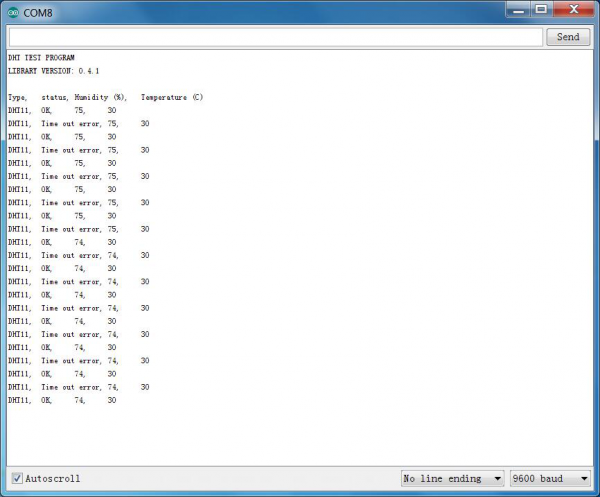 COM8
Send
DHT TEST PROGRAM
LIBRARY VERSION: 0.4.1
Type, status, Humidity (%), Temperature (C)
DHT11, OK, 75, 30
DHT11, Time out error, 75, 30
DHT11, OK, 75, 30
DHT11, Time out error, 75, 30
DHT11, OK, 75, 30
DHT11, Time out error, 75, 30
DHT11, OK, 75, 30
DHT11, Time out error, 75, 30
DHT11, OK, 75, 30
DHT11, Time out error, 75, 30
DHT11, OK, 74, 30
DHT11, Time out error, 74, 30
DHT11, OK, 74, 30
DHT11, Time out error, 74, 30
DHT11, OK, 74, 30
DHT11, Time out error, 74, 30
DHT11, OK, 74, 30
DHT11, Time out error, 74, 30
DHT11, OK, 74, 30
DHT11, Time out error, 74, 30
DHT11, OK, 74, 30
DHT11, Time out error, 74, 30
DHT11, OK, 74, 30
Autoscroll
No line ending
9600 baud